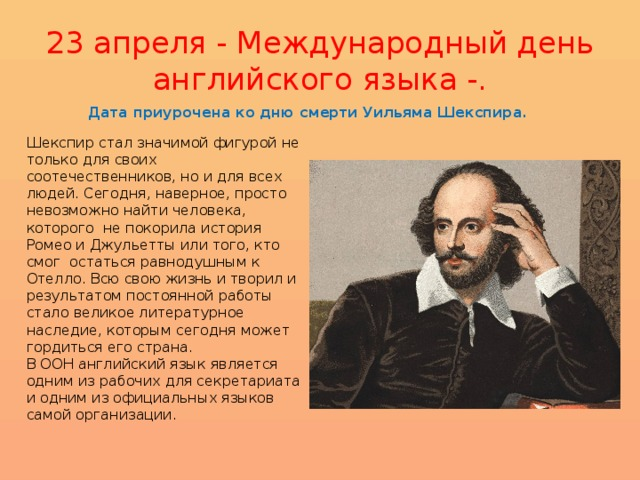 23 апреля - Международный день
английского языка -.
Дата приурочена ко дню смерти Уильяма Шекспира.
Шекспир стал значимой фигурой не
только для своих
соотечественников, но и для всех
людей. Сегодня, наверное, просто
невозможно найти человека,
которого  не покорила история
Ромео и Джульетты или того, кто
смог  остаться равнодушным к
Отелло. Всю свою жизнь и творил и
результатом постоянной работы
стало великое литературное
наследие, которым сегодня может
гордиться его страна.
В ООН английский язык является
одним из рабочих для секретариата
и одним из официальных языков
самой организации.